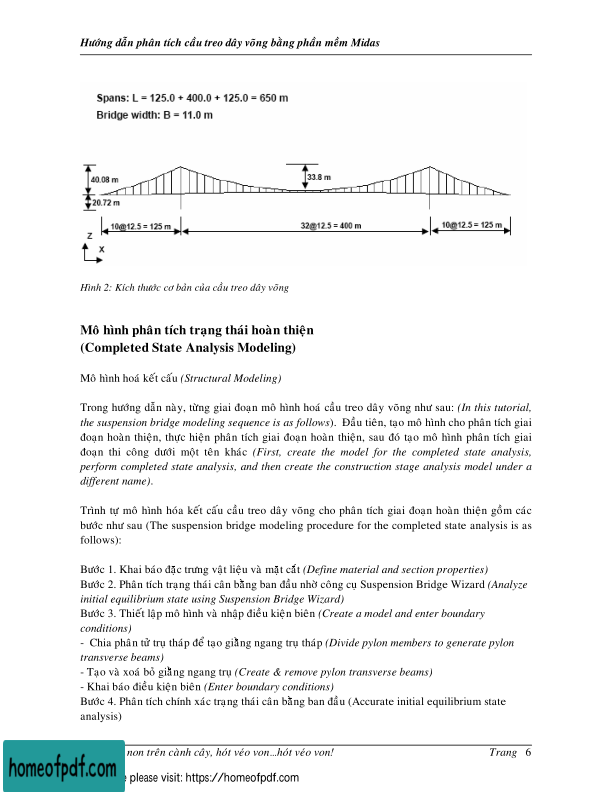 Hướng dẫn phân tích cầu treo dây võng bằng phần mềm Midas
Spans: L = 125.0 + 400.0 + 125.0 = 650 m
Bridge width: B = 11.0 m
40.08 m
33.8 m
20.72 m
10@12.5 = 125 m
32@12.5 = 400 m
10@12.5 = 125 m
Z
X
Hình 2: Kích thước cơ bản của cầu treo dây võng
Mô hình phân tích trạng thái hoàn thiện
(Completed State Analysis Modeling)
Mô hình hoá kết cấu (Structural Modeling)
Trong hướng dẫn này, từng giai đoạn mô hình hoá cầu treo dây võng như sau: (In this tutorial,
the suspension bridge modeling sequence is as follows). Đầu tiên, tạo mô hình cho phân tích giai
đoạn hoàn thiện, thực hiện phân tích giai đoạn hoàn thiện, sau đó tạo mô hình phân tích giai
đoạn thi công dưới một tên khác (First, create the model for the completed state analysis,
perform completed state analysis, and then create the construction stage analysis model under a
different name).
Trình tự mô hình hóa kết cấu cầu treo dây võng cho phân tích giai đoạn hoàn thiện gồm các
bước như sau (The suspension bridge modeling procedure for the completed state analysis is as
follows):
Bước 1. Khai báo đặc trưng vật liệu và mặt cắt (Define material and section properties)
Bước 2. Phân tích trạng thái cân bằng ban đầu nhờ công cụ Suspension Bridge Wizard (Analyze
initial equilibrium state using Suspension Bridge Wizard)
Bước 3. Thiết lập mô hình và nhập điều kiện biên (Create a model and enter boundary
conditions)
- Chia phân tử trụ tháp để tạo giằng ngang trụ tháp (Divide pylon members to generate pylon
transverse beams)
- Tạo và xoá bỏ giằng ngang trụ (Create & remove pylon transverse beams)
- Khai báo điều kiện biên (Enter boundary conditions)
Bước 4. Phân tích chính xác trạng thái cân bằng ban đầu (Accurate initial equilibrium state
analysis)
non trên cành cây, hót véo von...hót véo von!
Trang 6
homeofpdf.com
please visit: https://homeofpdf.com